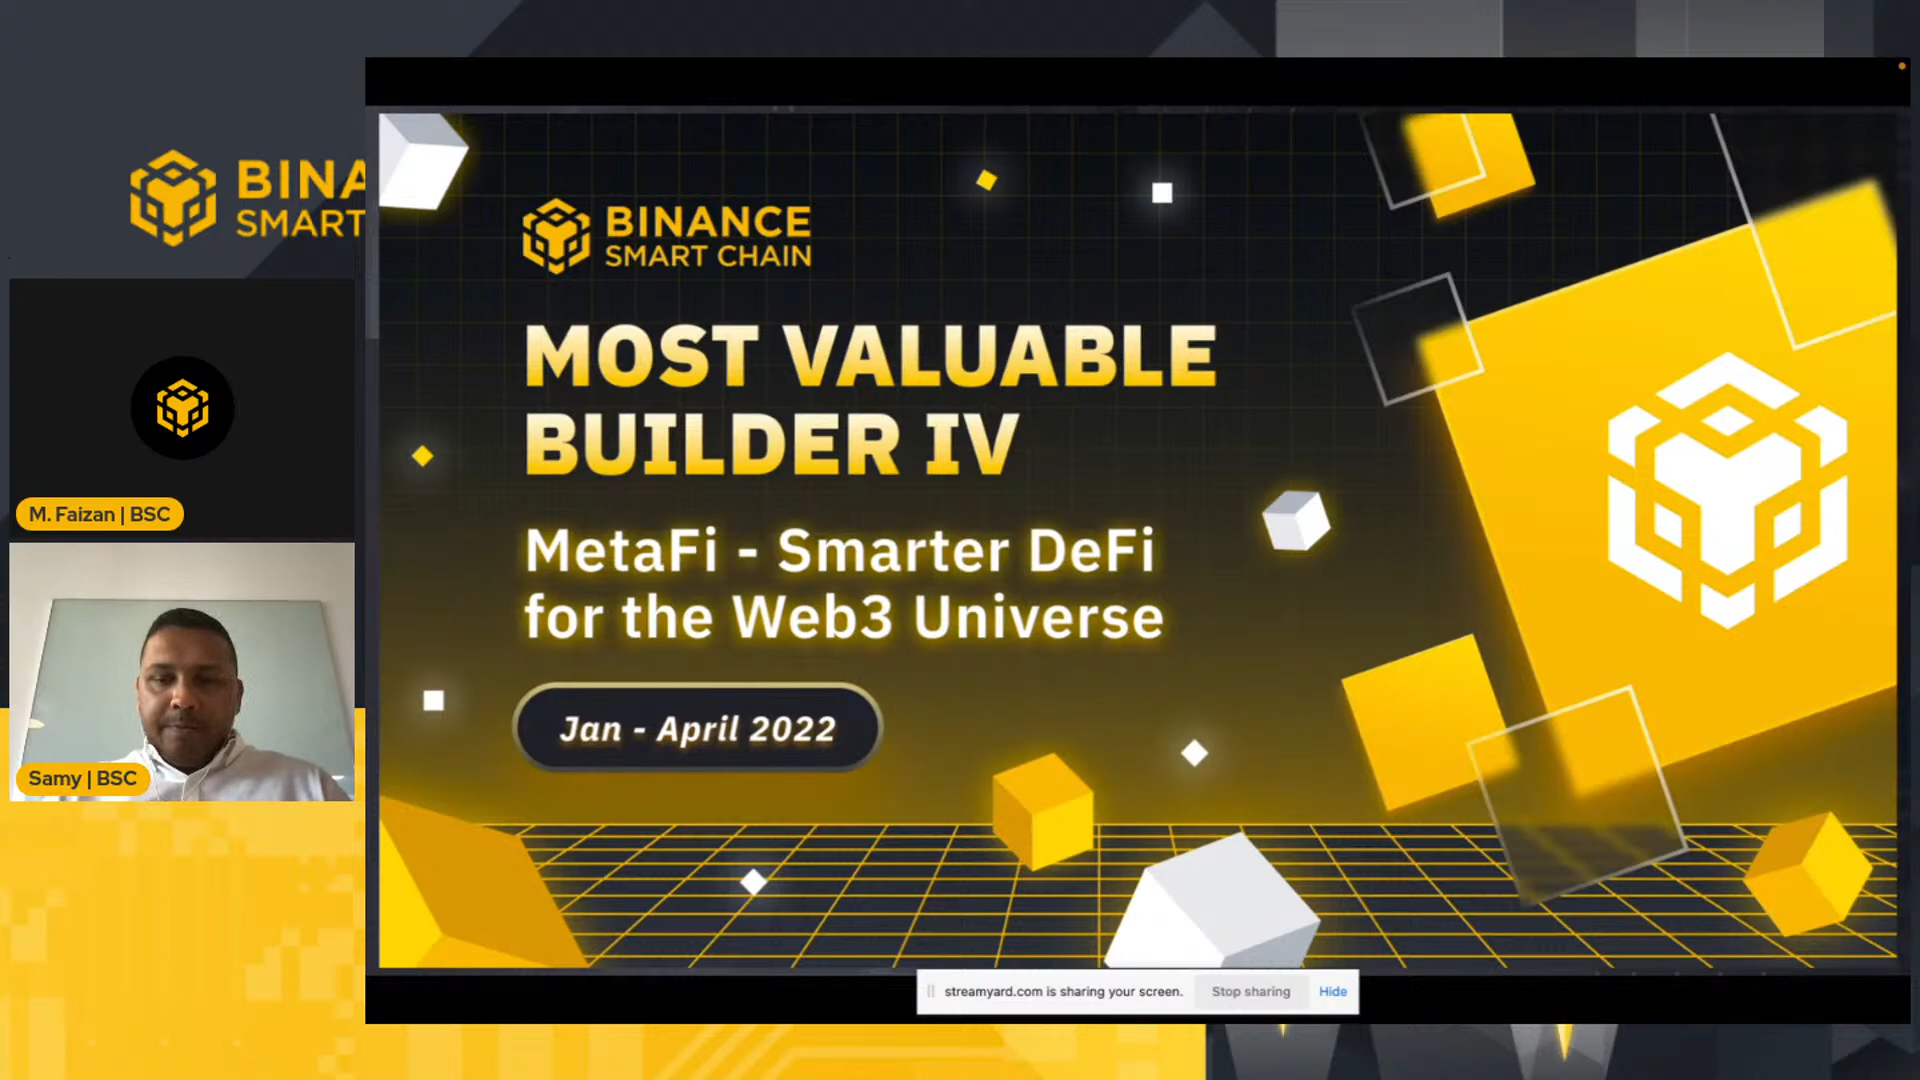 BINA
SMART
BINANCE
SMART CHAIN
MOST VALUABLE
BUILDER IV
MetaFi - Smarter DeFi
for the Web3 Universe
Jan - April 2022
M. Faizan | BSC
Samy | BSC
streamyard.com is sharing your screen.
Stop sharing
Hide